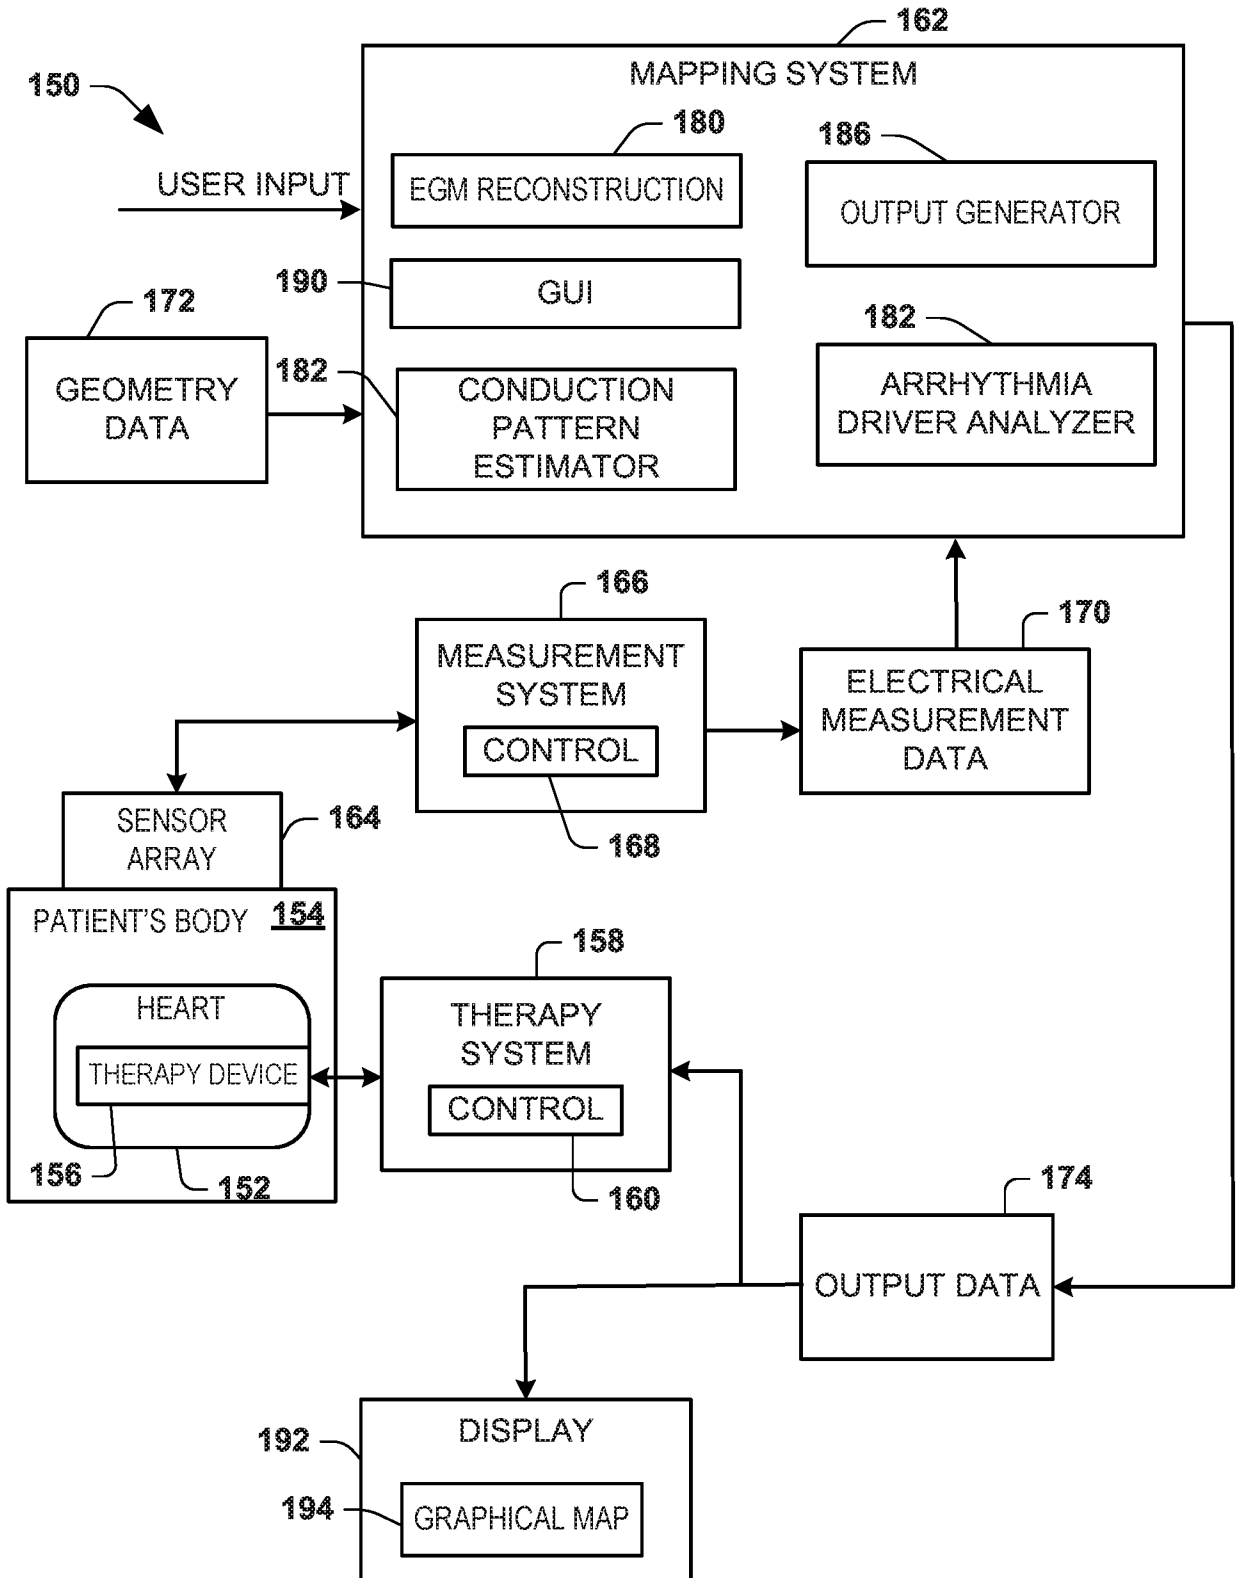 162
MAPPING SYSTEM
150
180
186
EGM RECONSTRUCTION
OUTPUT GENERATOR
USER INPUT
190
GUI
172
182
182
GEOMETRY
DATA
CONDUCTION
PATTERN
ESTIMATOR
ARRHYTHMIA
DRIVER ANALYZER
166
170
MEASUREMENT
SYSTEM
CONTROL
168
ELECTRICAL
MEASUREMENT
DATA
SENSOR
ARRAY
164
PATIENT'S BODY 154
158
HEART
THERAPY DEVICE
THERAPY
SYSTEM
CONTROL
156
152
160
174
OUTPUT DATA
192
DISPLAY
194
GRAPHICAL MAP